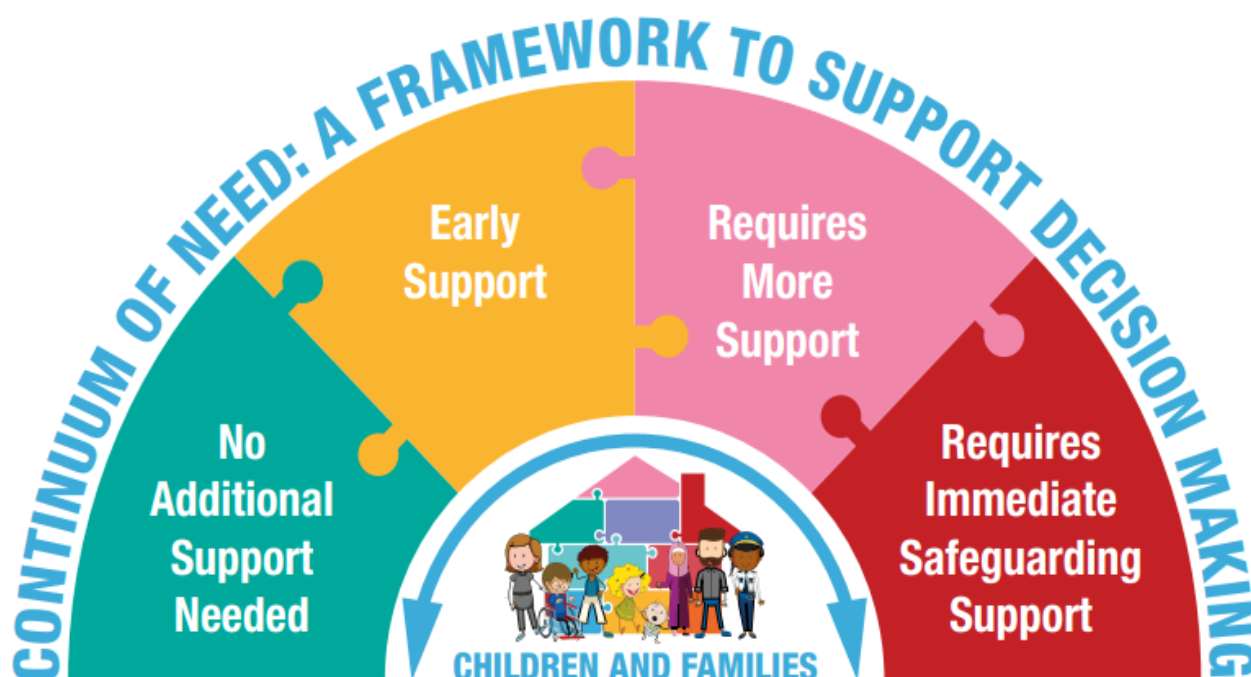 CONTINUUM OF NEED: A FRAMEWORK TO SUPPORT DECISION MAKING
No
Additional
Support
Needed
Early
Support
Requires
More
Support
Requires
Immediate
Safeguarding
Support
CHILDREN AND FAMILIES